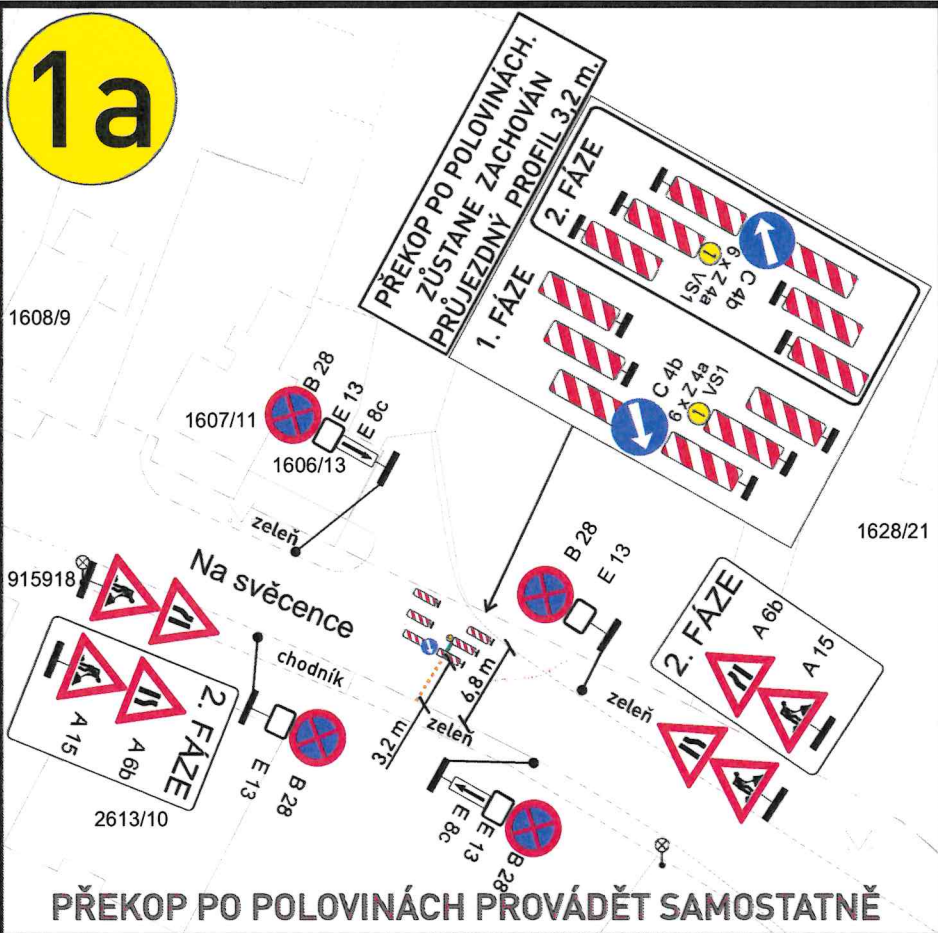 1a
PŘEKOP PO POLOVINÁCH.
ZŮSTANE ZACHOVÁN
PRŮJEZDNÝ PROFIL 3,2 m.
2. FÁZE
C 4b
6 x Z 4a
VS1
1
1. FÁZE
C 4b
6 x Z 4a
VS1
1
1608/9
1607/11
B 28
E 13
E 8c
1606/13
zeleň
1628/21
B 28
E 13
915918
Na svěcence
chodník
2. FÁZE
A 6b
A 15
zeleň
6,8 m
3,2 m
zeleň
2. FÁZE
A 6b
A 15
E 13
B 28
2613/10
E 8c
E 13
B 28
PŘEKOP PO POLOVINÁCH PROVÁDĚT SAMOSTATNĚ